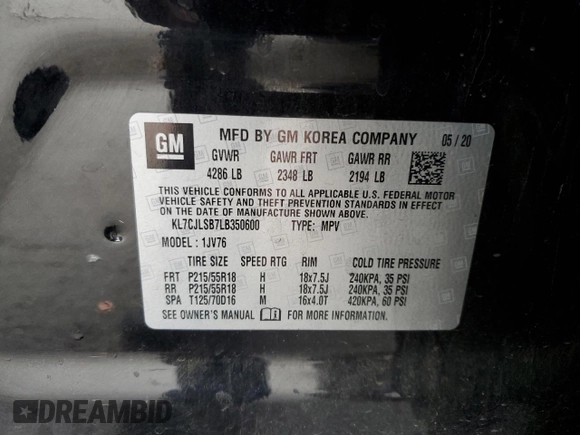 GM
MFD BY GM KOREA COMPANY 05/20
GVWR GAWR FRT GAWR RR
4286 LB 2348 LB 2194 LB
THIS VEHICLE CONFORMS TO ALL APPLICABLE U.S. FEDERAL MOTOR
VEHICLE SAFETY AND THEFT PREVENTION STANDARDS IN EFFECT ON THE
DATE OF MANUFACTURE SHOWN ABOVE.
KL7CJLSB7LB350600 TYPE: MPV
MODEL : 1JV76
TIRE SIZE SPEED RTG RIM COLD TIRE PRESSURE
FRT P215/55R18 H 18x7.5J 240KPA, 35 PSI
RR P215/55R18 H 18x7.5J 240KPA, 35 PSI
SPA T125/70D16 M 16x4.0T 420KPA, 60 PSI
SEE OWNER'S MANUAL FOR MORE INFORMATION.
DREAMBID